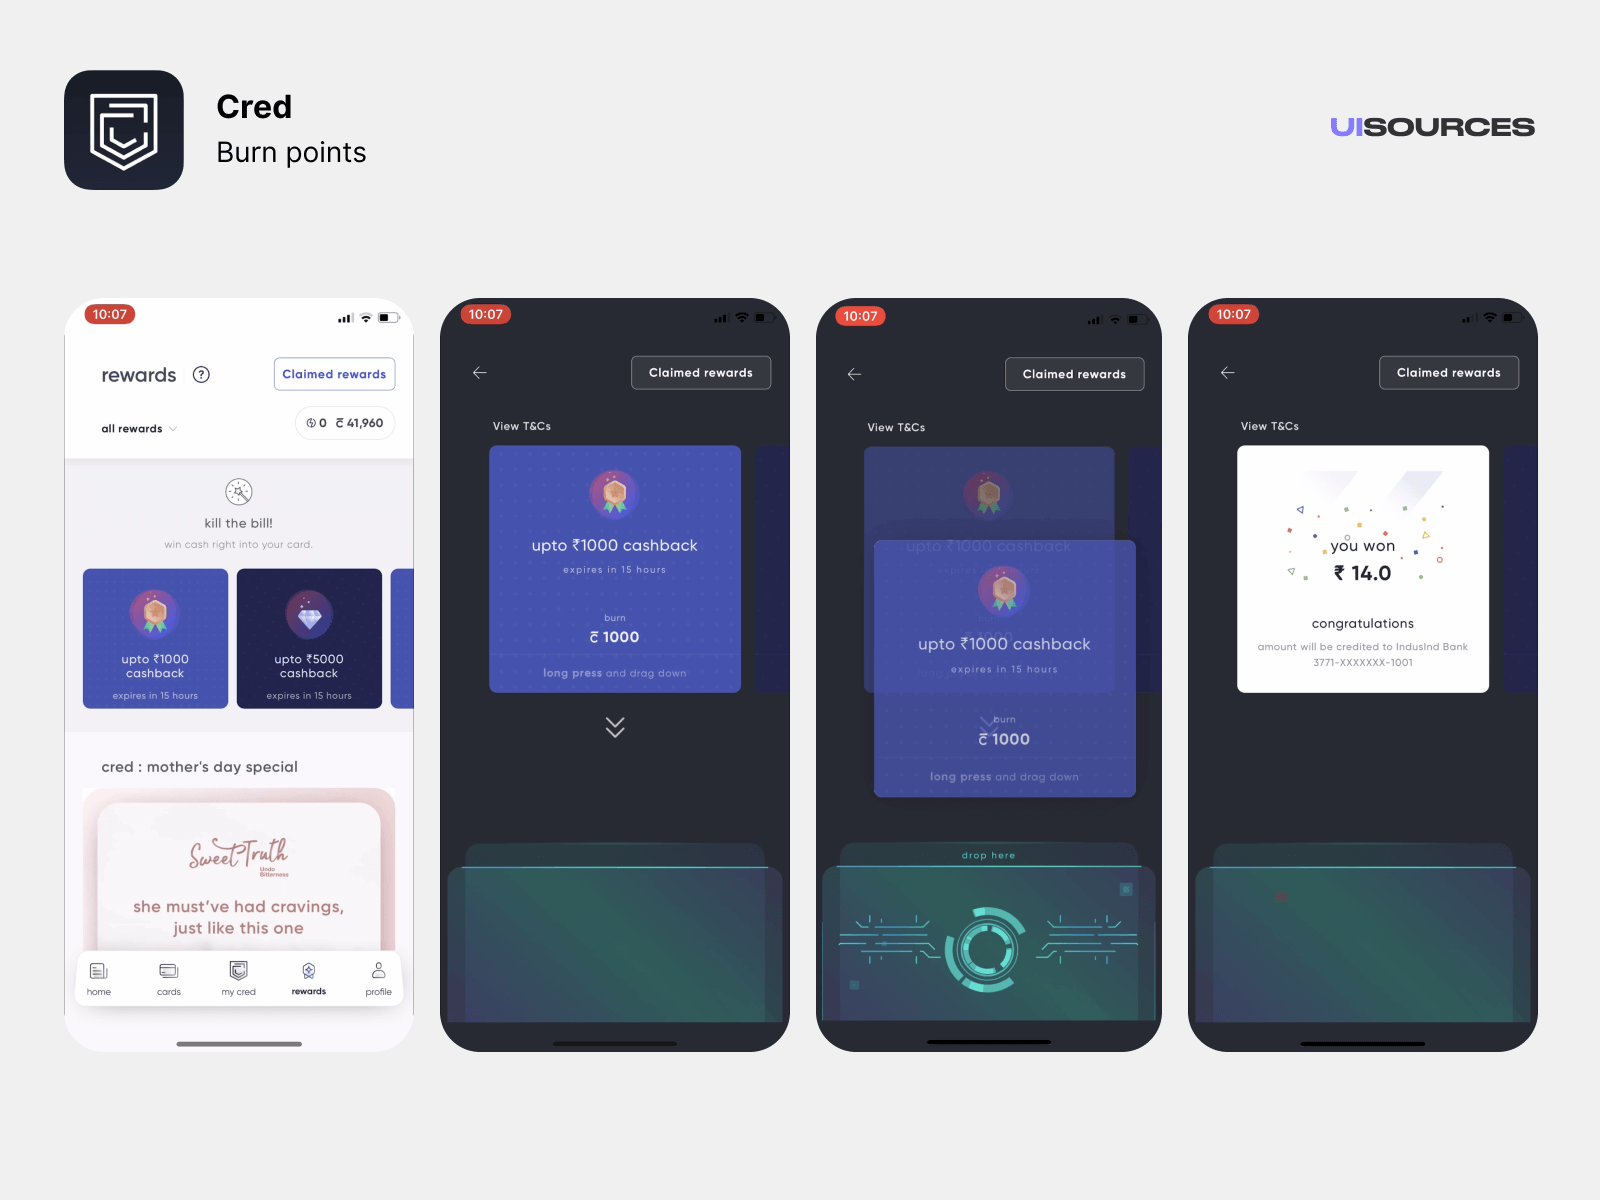 Cred
Burn points
UISOURCES
10:07
rewards ?
Claimed rewards
all rewards
0 ₹ 41,960
kill the bill!
win cash right into your card.
upto ₹1000
cashback
expires in 15 hours
upto ₹5000
cashback
expires in 15 hours
cred : mother's day special
Sweet Truth
Undo
Bitterness
she must've had cravings,
just like this one
home
cards
my cred
rewards
profile
10:07
Claimed rewards
View T&Cs
upto ₹1000 cashback
expires in 15 hours
burn
1000
long press and drag down
10:07
Claimed rewards
View T&Cs
upto ₹1000 cashback
upto ₹1000 cashback
expires in 15 hours
burn
1000
long press and drag down
drop here
10:07
Claimed rewards
View T&Cs
you won
₹ 14.0
congratulations
amount will be credited to IndusInd Bank
3771-XXXXXXX-1001